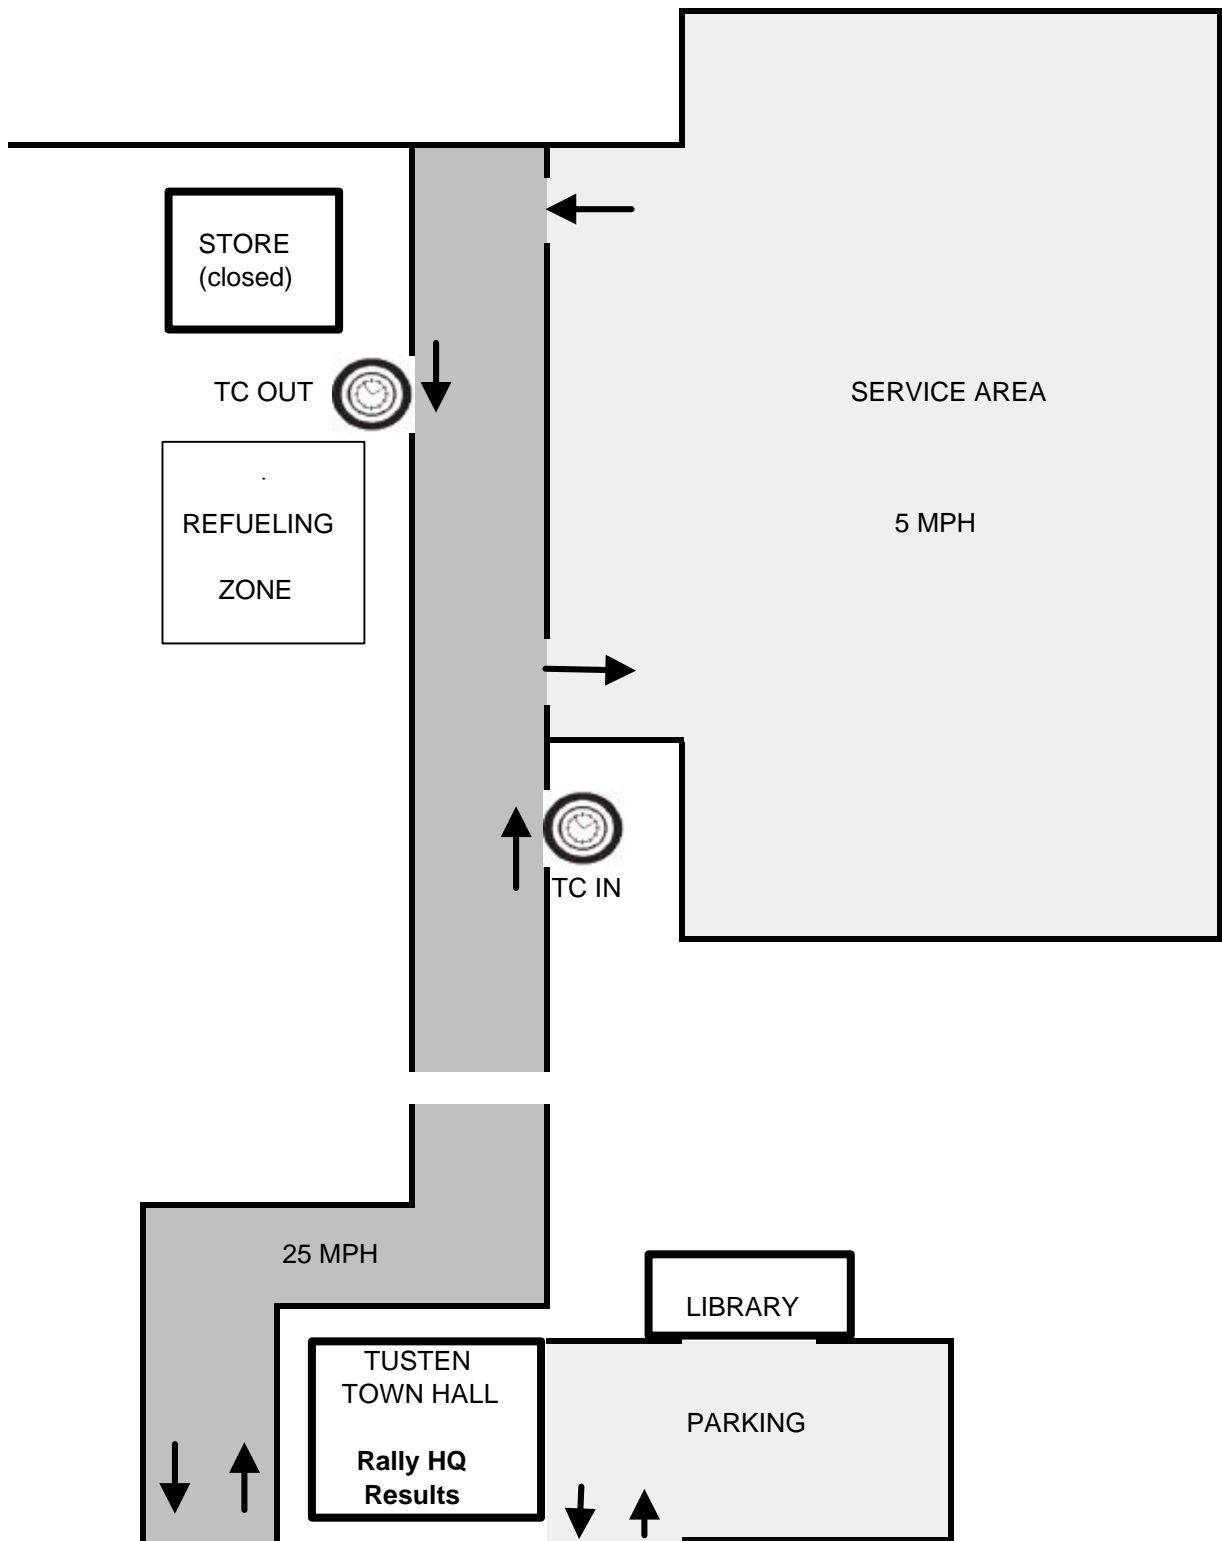 STORE
(closed)
TC OUT
SERVICE AREA
.
REFUELING
ZONE
5 MPH
TC IN
25 MPH
LIBRARY
TUSTEN
TOWN HALL
Rally HQ
Results
PARKING